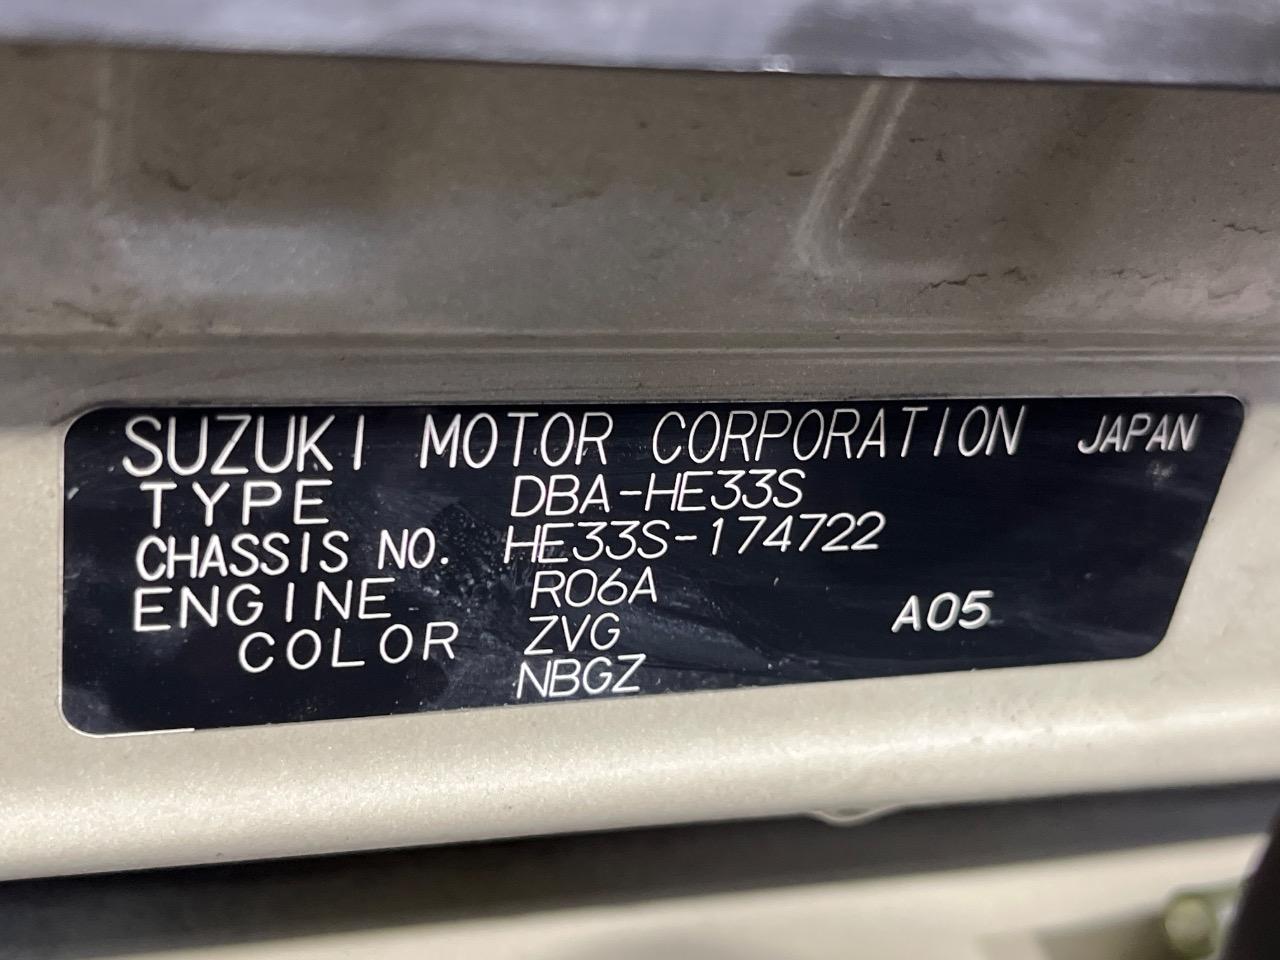 SUZUKI MOTOR CORPORATION JAPAN
TYPE DBA-HE33S
CHASSIS NO. HE33S-174722
ENGINE R06A A05
COLOR ZVG
NBGZ